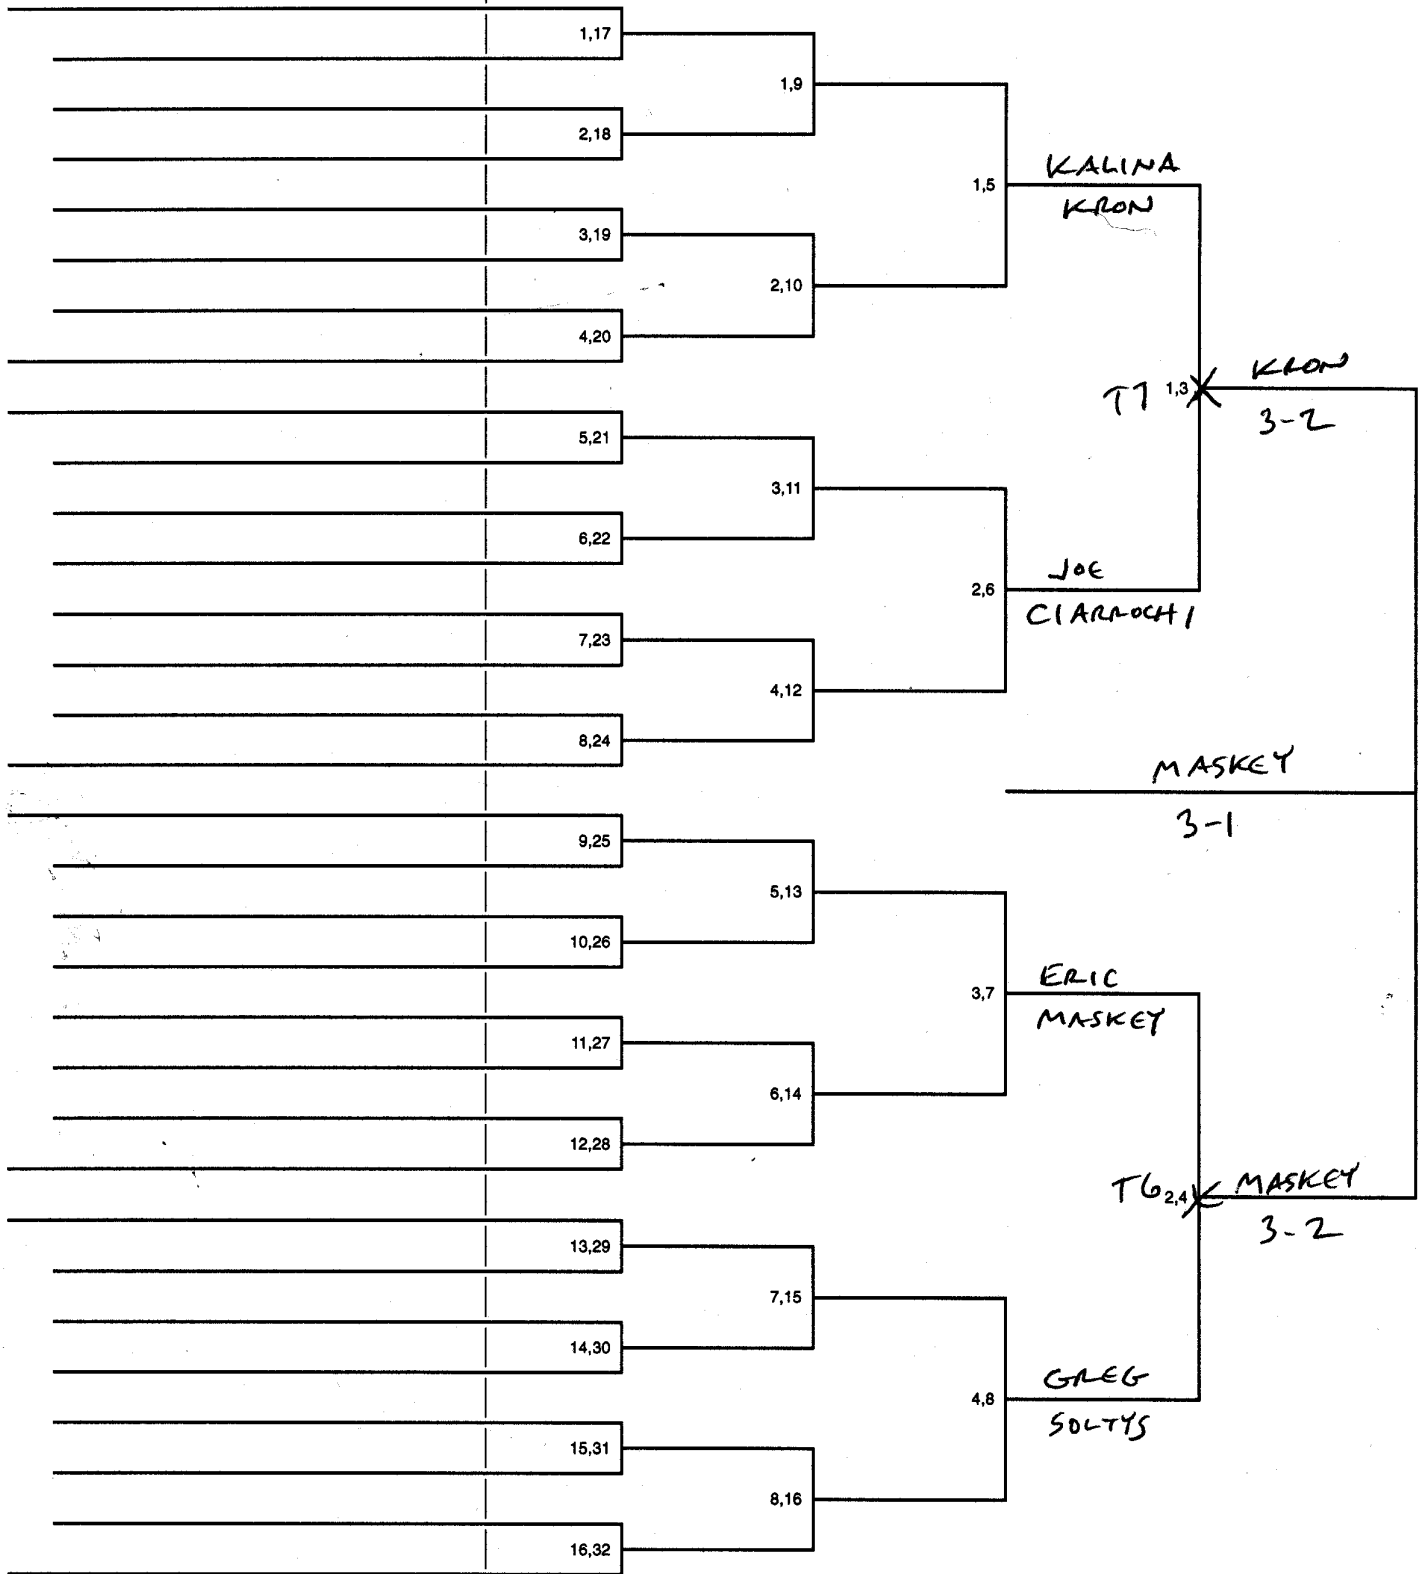 1,17
1,9
2,18
KALINA
1,5
KRON
3,19
2,10
4,20
KRON
T7 1,3
3-2
5,21
3,11
6,22
JOE
2,6
CIARROCHI
7,23
4,12
8,24
MASKEY
3-1
9,25
5,13
10,26
ERIC
3,7
MASKEY
11,27
6,14
12,28
T6 2,4 MASKEY
3-2
13,29
7,15
14,30
GREG
4,8
SOLTYS
15,31
8,16
16,32